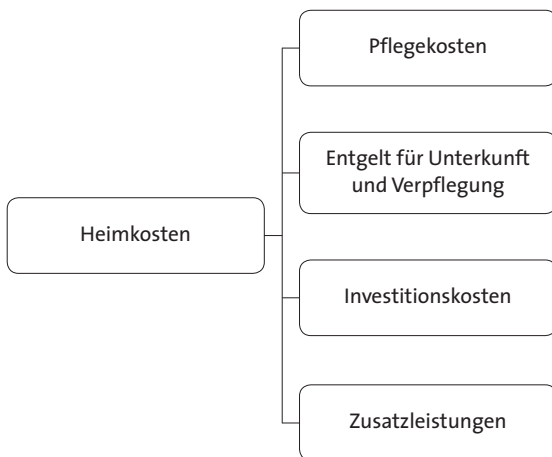 Heimkosten
Pflegekosten
Entgelt für Unterkunft
und Verpflegung
Investitionskosten
Zusatzleistungen